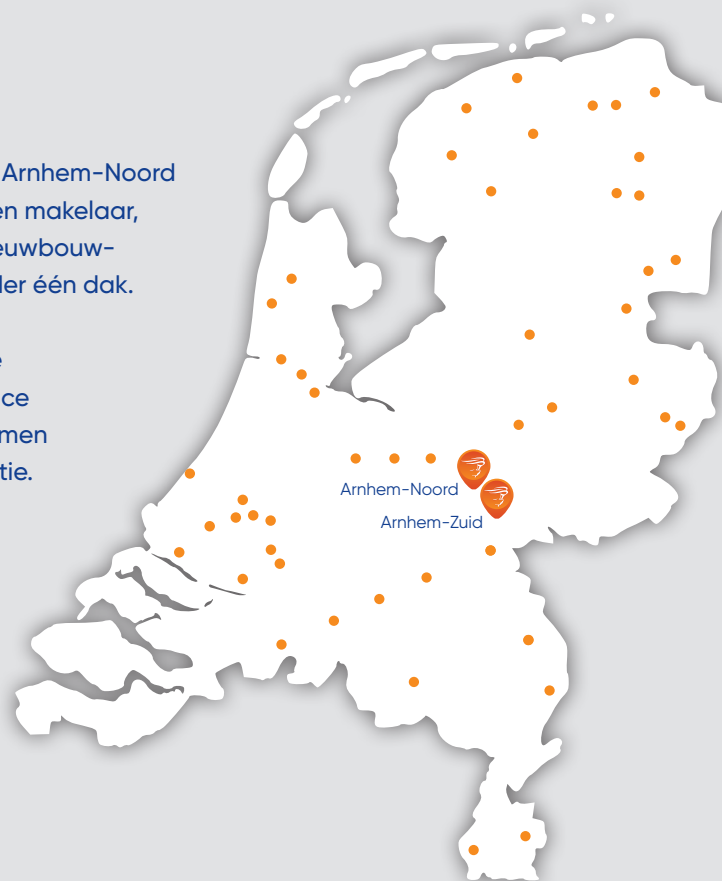 Arnhem-Noord
en makelaar,
euwbouw-
der één dak.
ce
men
tie.
Arnhem-Noord
Arnhem-Zuid